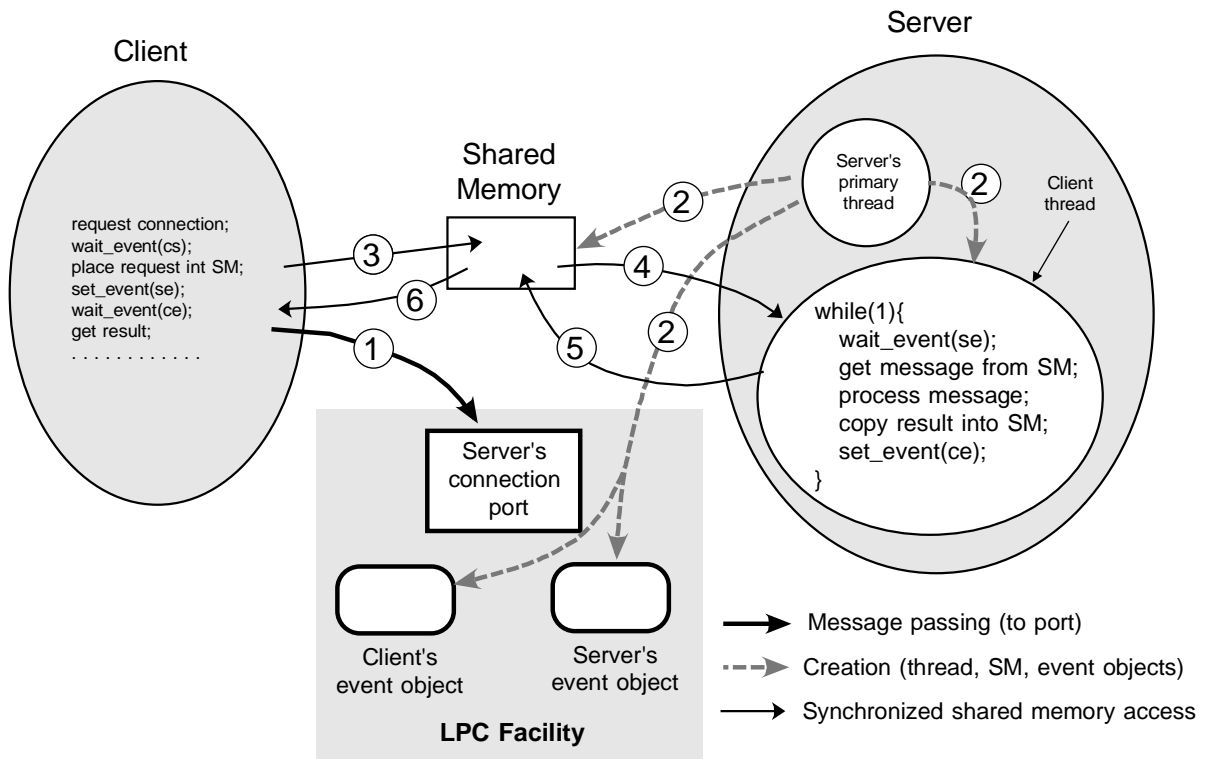 Client
Server
Shared
Memory
Server's
primary
thread
Client
thread
request connection;
wait_event(cs);
place request int SM;
set_event(se);
wait_event(ce);
get result;
. . . . . . . . . . . .
2
2
3
4
6
2
1
5
while(1){
wait_event(se);
get message from SM;
process message;
copy result into SM;
set_event(ce);
}
Server's
connection
port
Client's
event object
Server's
event object
LPC Facility
Message passing (to port)
Creation (thread, SM, event objects)
Synchronized shared memory access